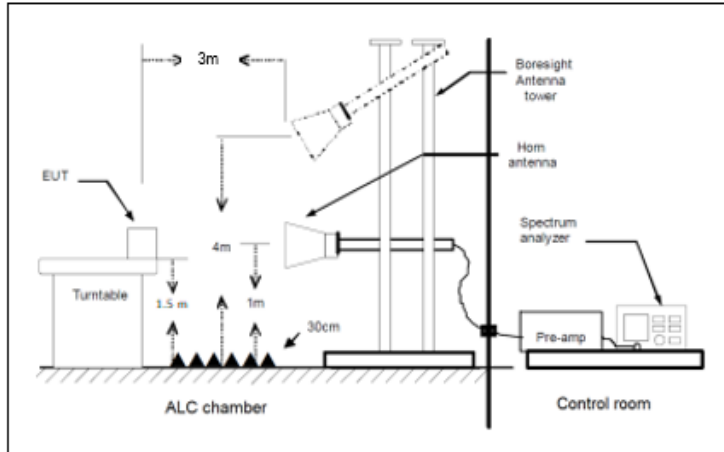 3m
Boresight
Antenna
tower
Horn
antenna
EUT
Spectrum
analyzer
4m
Turntable
1.5 m
1m
30cm
Pre-amp
ALC chamber
Control room